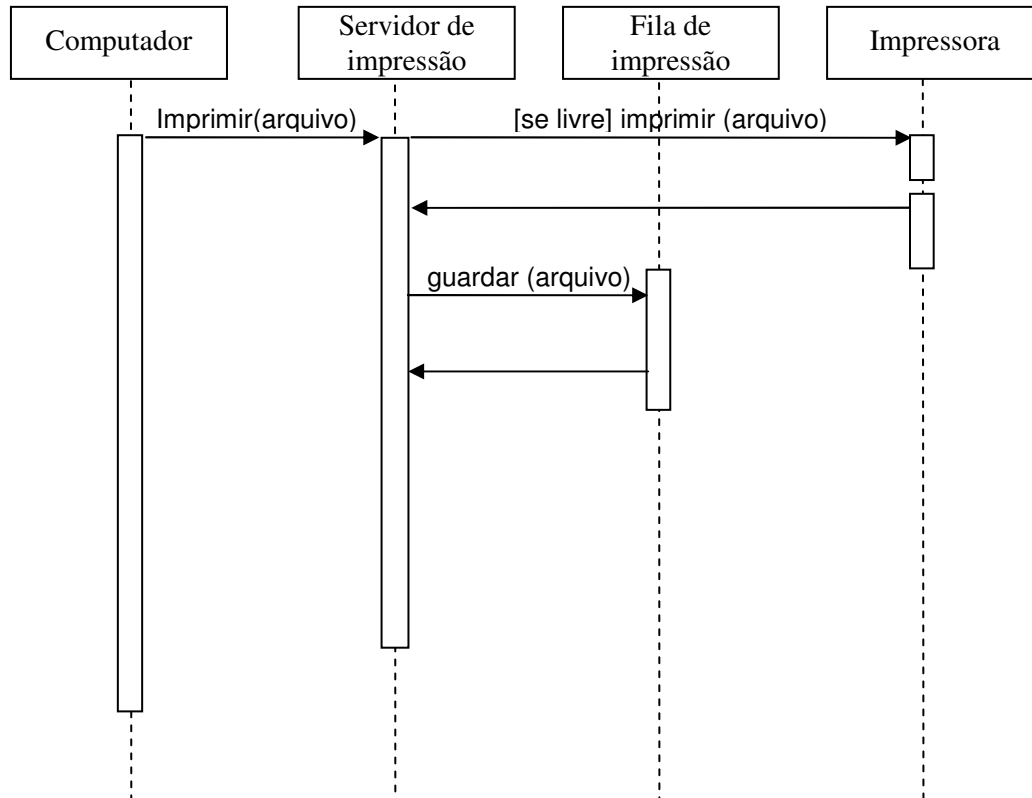 Computador
Servidor de
impressão
Fila de
impressão
Impressora
Imprimir(arquivo)
[se livre] imprimir (arquivo)
guardar (arquivo)